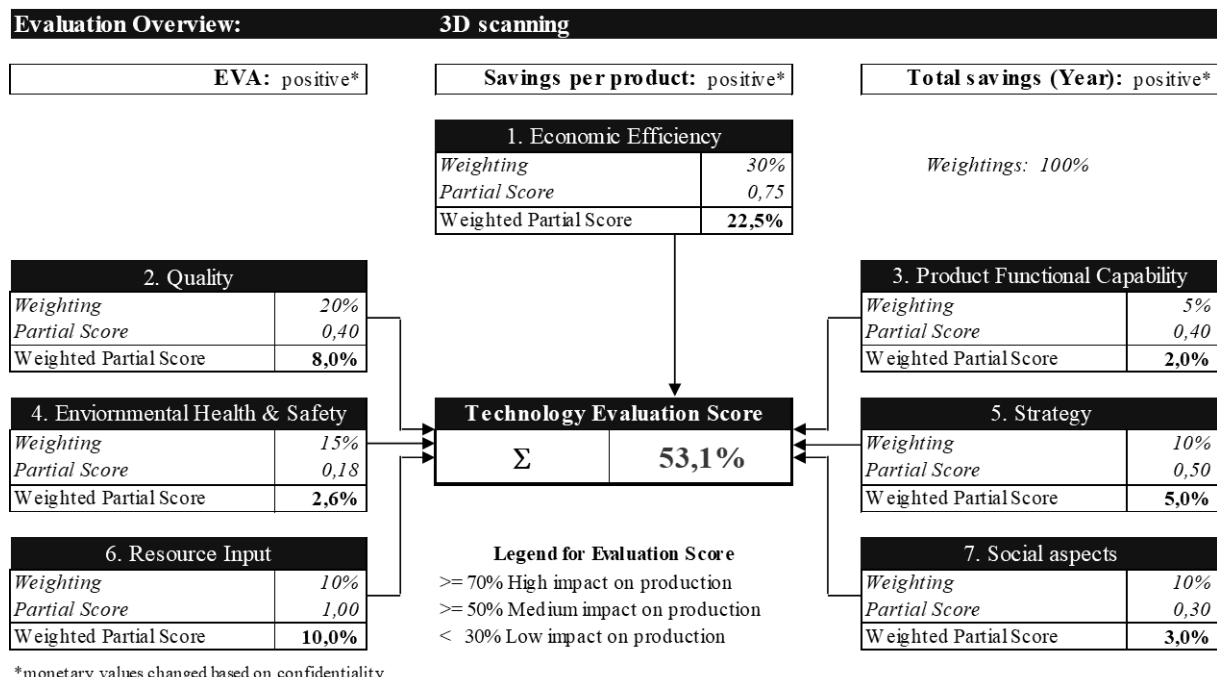 Evaluation Overview: 3D scanning
EVA: positive*
Savings per product: positive*
Total savings (Year): positive*
1. Economic Efficiency
Weighting 30%
Partial Score 0,75
Weighted Partial Score 22,5%
Weightings: 100%
2. Quality
Weighting 20%
Partial Score 0,40
Weighted Partial Score 8,0%
3. Product Functional Capability
Weighting 5%
Partial Score 0,40
Weighted Partial Score 2,0%
4. Enviornmental Health & Safety
Weighting 15%
Partial Score 0,18
Weighted Partial Score 2,6%
Technology Evaluation Score
Σ 53,1%
5. Strategy
Weighting 10%
Partial Score 0,50
Weighted Partial Score 5,0%
6. Resource Input
Weighting 10%
Partial Score 1,00
Weighted Partial Score 10,0%
Legend for Evaluation Score
>= 70% High impact on production
>= 50% Medium impact on production
< 30% Low impact on production
7. Social aspects
Weighting 10%
Partial Score 0,30
Weighted Partial Score 3,0%
*monetary values changed based on confidentiality